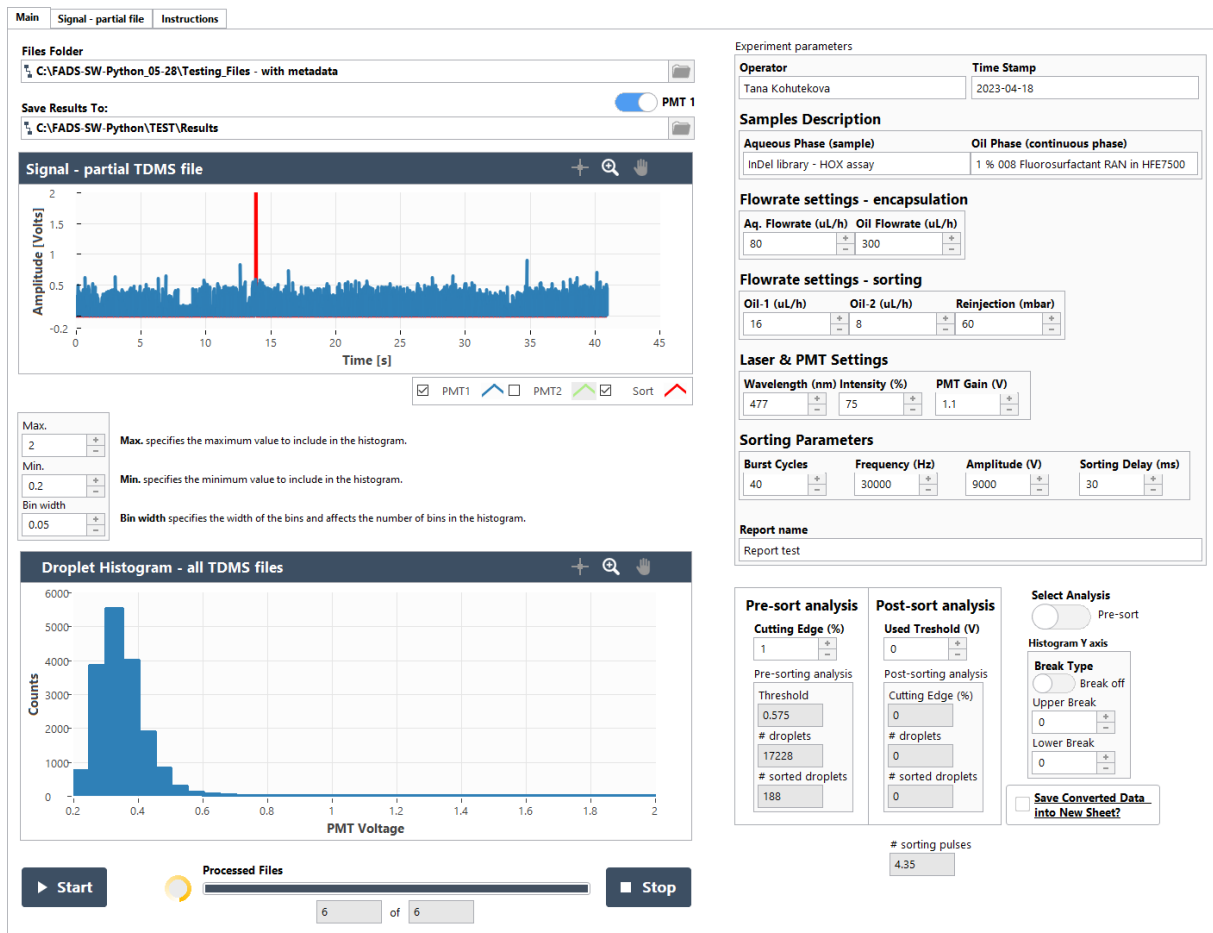 Main
Signal - partial file
Instructions
Files Folder
C:\FADS-SW-Python_05-28\Testing_Files - with metadata
Save Results To:
PMT 1
C:\FADS-SW-Python\TEST\Results
Signal - partial TDMS file
Amplitude [Volts]
2
1.5
1
0.5
-0.2
0 5 10 15 20 25 30 35 40 45
Time [s]
PMT1 PMT2 Sort
Max.
2
Max. specifies the maximum value to include in the histogram.
Min.
0.2
Min. specifies the minimum value to include in the histogram.
Bin width
0.05
Bin width specifies the width of the bins and affects the number of bins in the histogram.
Droplet Histogram - all TDMS files
Counts
6000
5000
4000
3000
2000
1000
0
0.2 0.4 0.6 0.8 1 1.2 1.4 1.6 1.8 2
PMT Voltage
Start
Processed Files
6 of 6
Stop
Experiment parameters
Operator Time Stamp
Tana Kohutekova 2023-04-18
Samples Description
Aqueous Phase (sample) Oil Phase (continuous phase)
InDel library - HOX assay 1 % 008 Fluorosurfactant RAN in HFE7500
Flowrate settings - encapsulation
Aq. Flowrate (uL/h) Oil Flowrate (uL/h)
80 300
Flowrate settings - sorting
Oil-1 (uL/h) Oil-2 (uL/h) Reinjection (mbar)
16 8 60
Laser & PMT Settings
Wavelength (nm) Intensity (%) PMT Gain (V)
477 75 1.1
Sorting Parameters
Burst Cycles Frequency (Hz) Amplitude (V) Sorting Delay (ms)
40 30000 9000 30
Report name
Report test
Pre-sort analysis
Cutting Edge (%)
1
Pre-sorting analysis
Threshold
0.575
# droplets
17228
# sorted droplets
188
Post-sort analysis
Used Treshold (V)
0
Post-sorting analysis
Cutting Edge (%)
0
# droplets
0
# sorted droplets
0
# sorting pulses
4.35
Select Analysis
Pre-sort
Histogram Y axis
Break Type
Break off
Upper Break
0
Lower Break
0
Save Converted Data
into New Sheet?